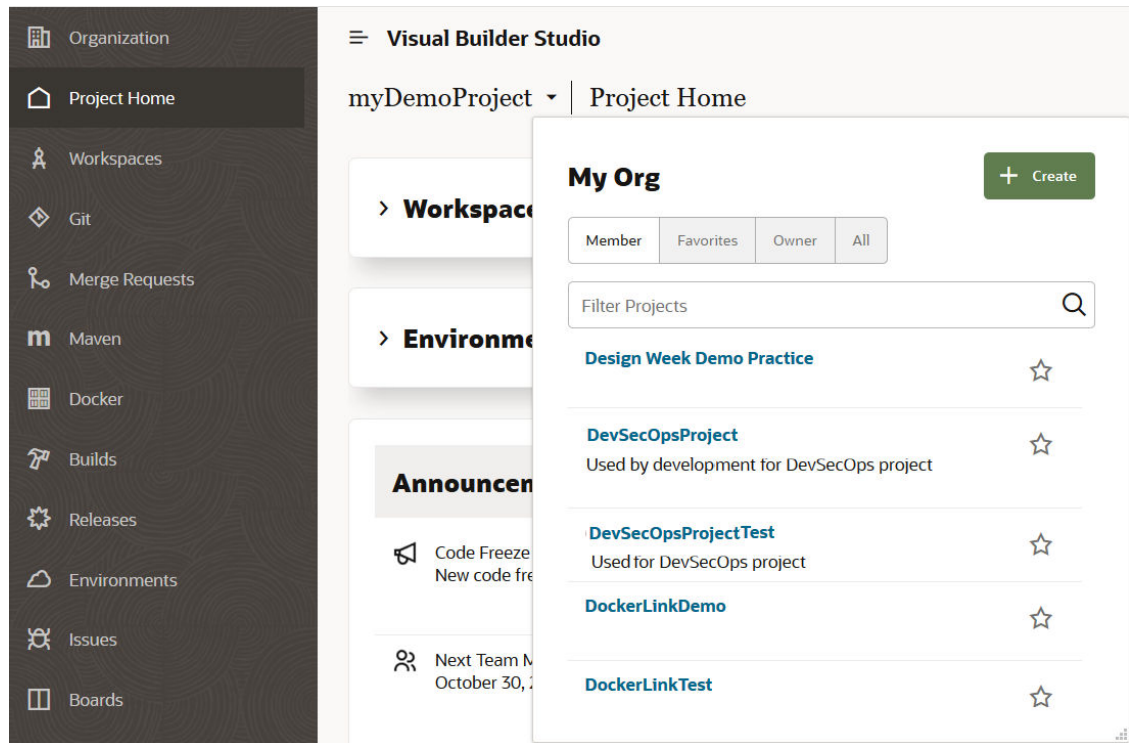 Organization
Project Home
Workspaces
Git
Merge Requests
m Maven
Docker
Builds
Releases
Environments
Issues
Boards
Visual Builder Studio
myDemoProject
Project Home
Workspace
Environme
Announcen
Code Freeze
New code fre
Next Team M
October 30,
My Org
+ Create
Member Favorites Owner All
Filter Projects
Design Week Demo Practice
DevSecOpsProject
Used by development for DevSecOps project
DevSecOpsProjectTest
Used for DevSecOps project
DockerLinkDemo
DockerLinkTest